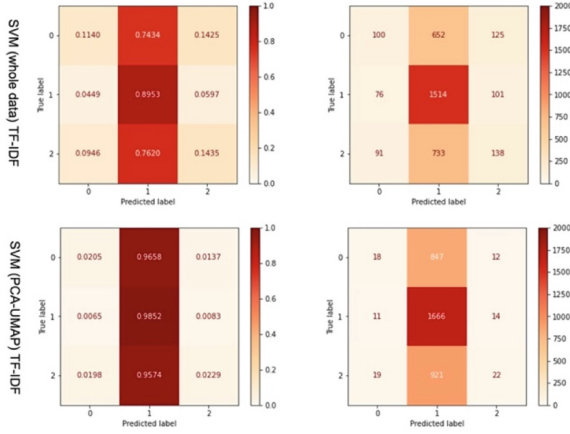 SVM (whole data) TF-IDF
True label
0
1
2
0.1140 0.7434 0.1425
0.0449 0.8953 0.0597
0.0946 0.7620 0.1435
0 1 2
Predicted label
1.0
0.8
0.6
0.4
0.2
0.0
True label
0
1
2
100 652 125
76 1514 101
91 733 138
0 1 2
Predicted label
2000
1750
1500
1250
1000
750
500
250
0
SVM (PCA-UMAP) TF-IDF
True label
0
1
2
0.0205 0.9658 0.0137
0.0065 0.9852 0.0083
0.0198 0.9574 0.0229
0 1 2
Predicted label
1.0
0.8
0.6
0.4
0.2
0.0
True label
0
1
2
18 847 12
11 1666 14
19 921 22
0 1 2
Predicted label
2000
1750
1500
1250
1000
750
500
250
0